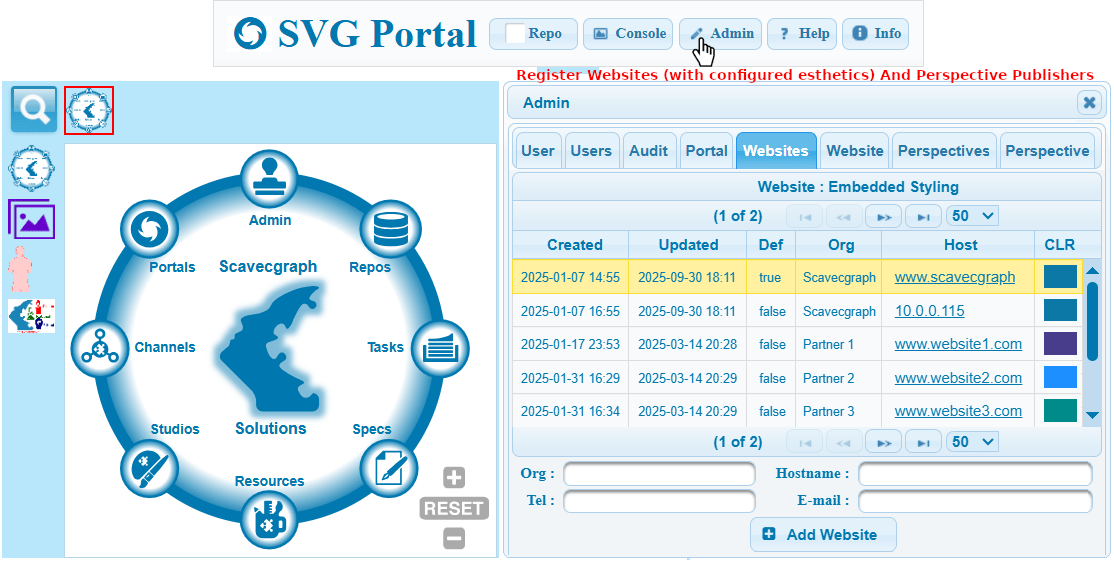 SVG Portal Repo Console Admin Help Info
Register Websites (with configured esthetics) And Perspective Publishers
Admin
Portals
Scavecgraph
Repos
Channels
Tasks
Studios
Solutions
Specs
Resources
RESET
Admin
User Users Audit Portal Websites Website Perspectives Perspective
Website : Embedded Styling
(1 of 2) 50
Created Updated Def Org Host CLR
2025-01-07 14:55 2025-09-30 18:11 true Scavecgraph www.scavecgraph
2025-01-07 16:55 2025-09-30 18:11 false Scavecgraph 10.0.0.115
2025-01-17 23:53 2025-03-14 20:28 false Partner 1 www.website1.com
2025-01-31 16:29 2025-03-14 20:29 false Partner 2 www.website2.com
2025-01-31 16:34 2025-03-14 20:29 false Partner 3 www.website3.com
(1 of 2) 50
Org : Hostname :
Tel : E-mail :
Add Website